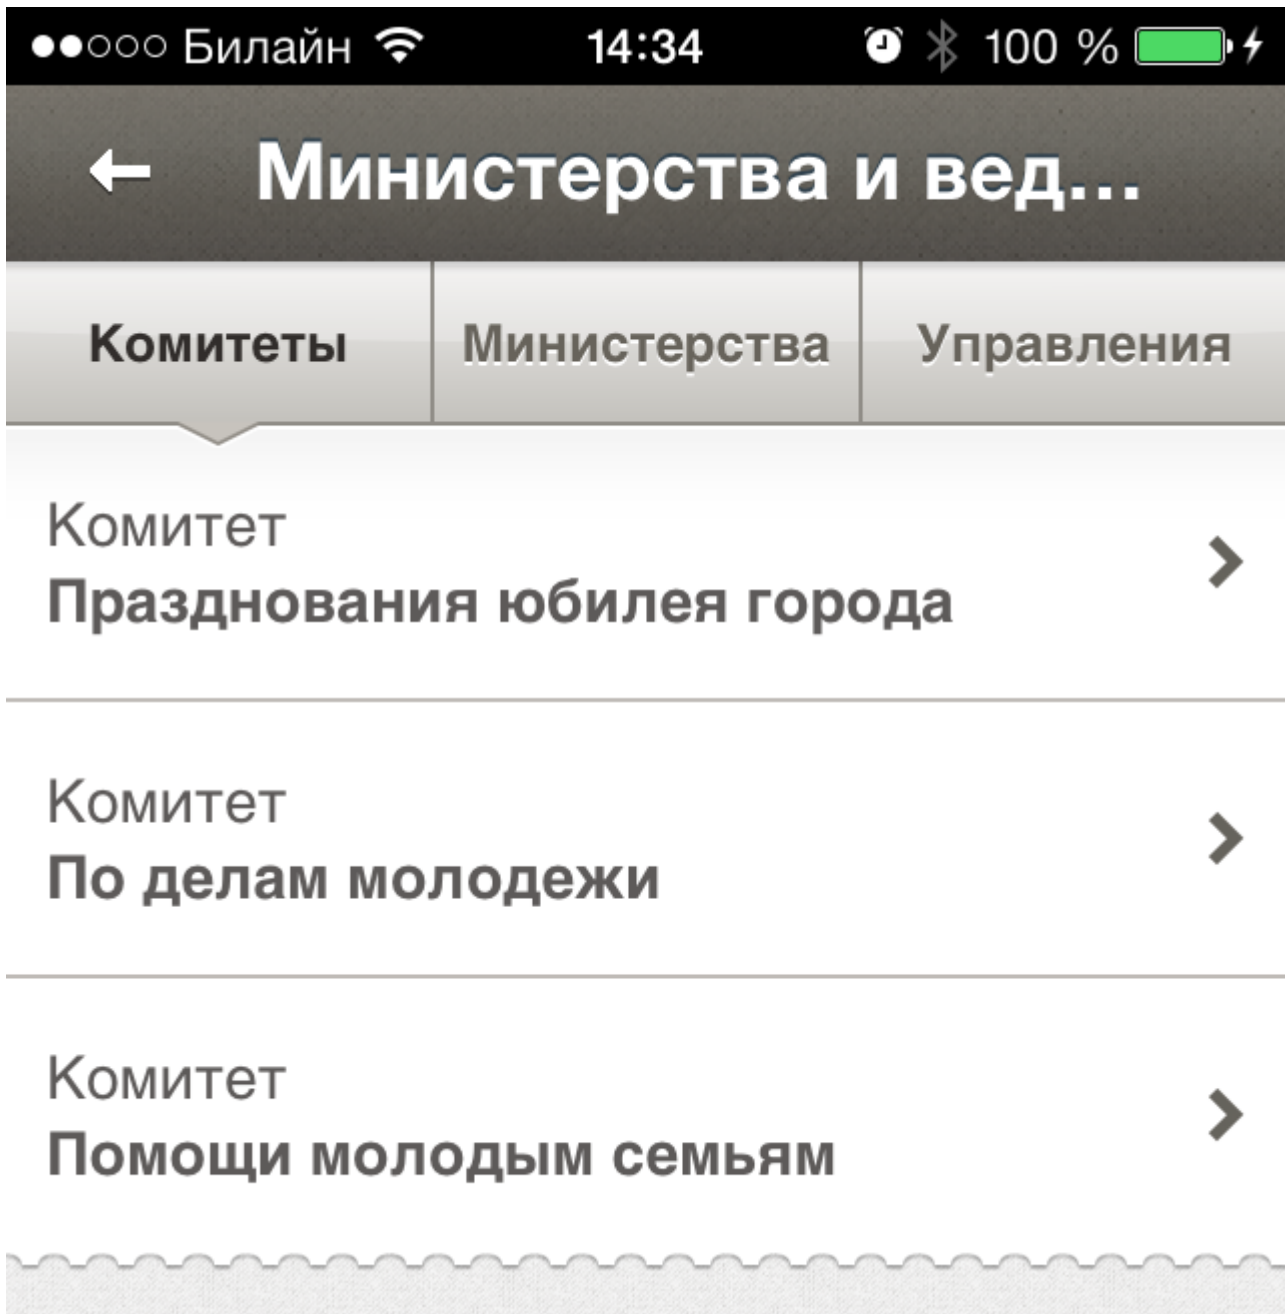 Билайн 14:34 100 %
Министерства и вед...
Комитеты Министерства Управления
Комитет
Празднования юбилея города
Комитет
По делам молодежи
Комитет
Помощи молодым семьям